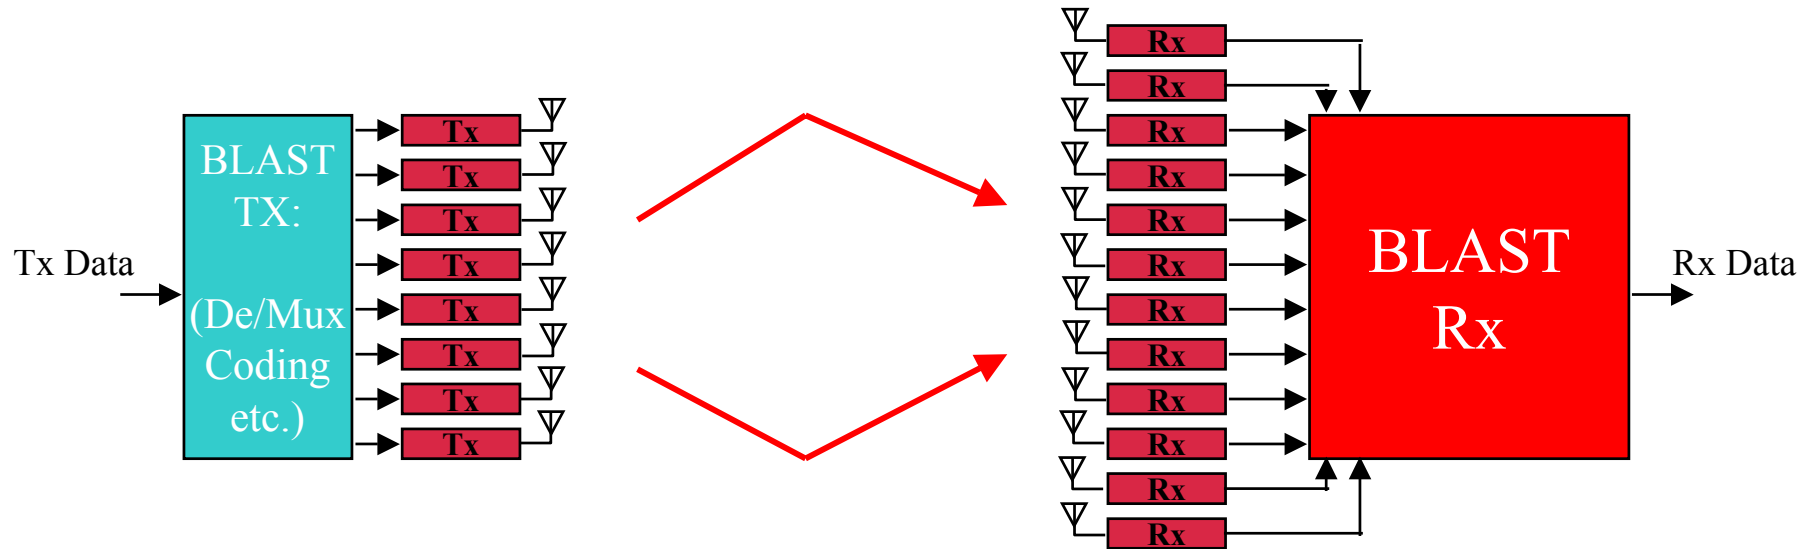 Tx Data
BLAST
TX:
(De/Mux
Coding
etc.)
Tx
Tx
Tx
Tx
Tx
Tx
Tx
Tx
Rx
Rx
Rx
Rx
Rx
Rx
Rx
Rx
Rx
Rx
Rx
Rx
BLAST
Rx
Rx Data